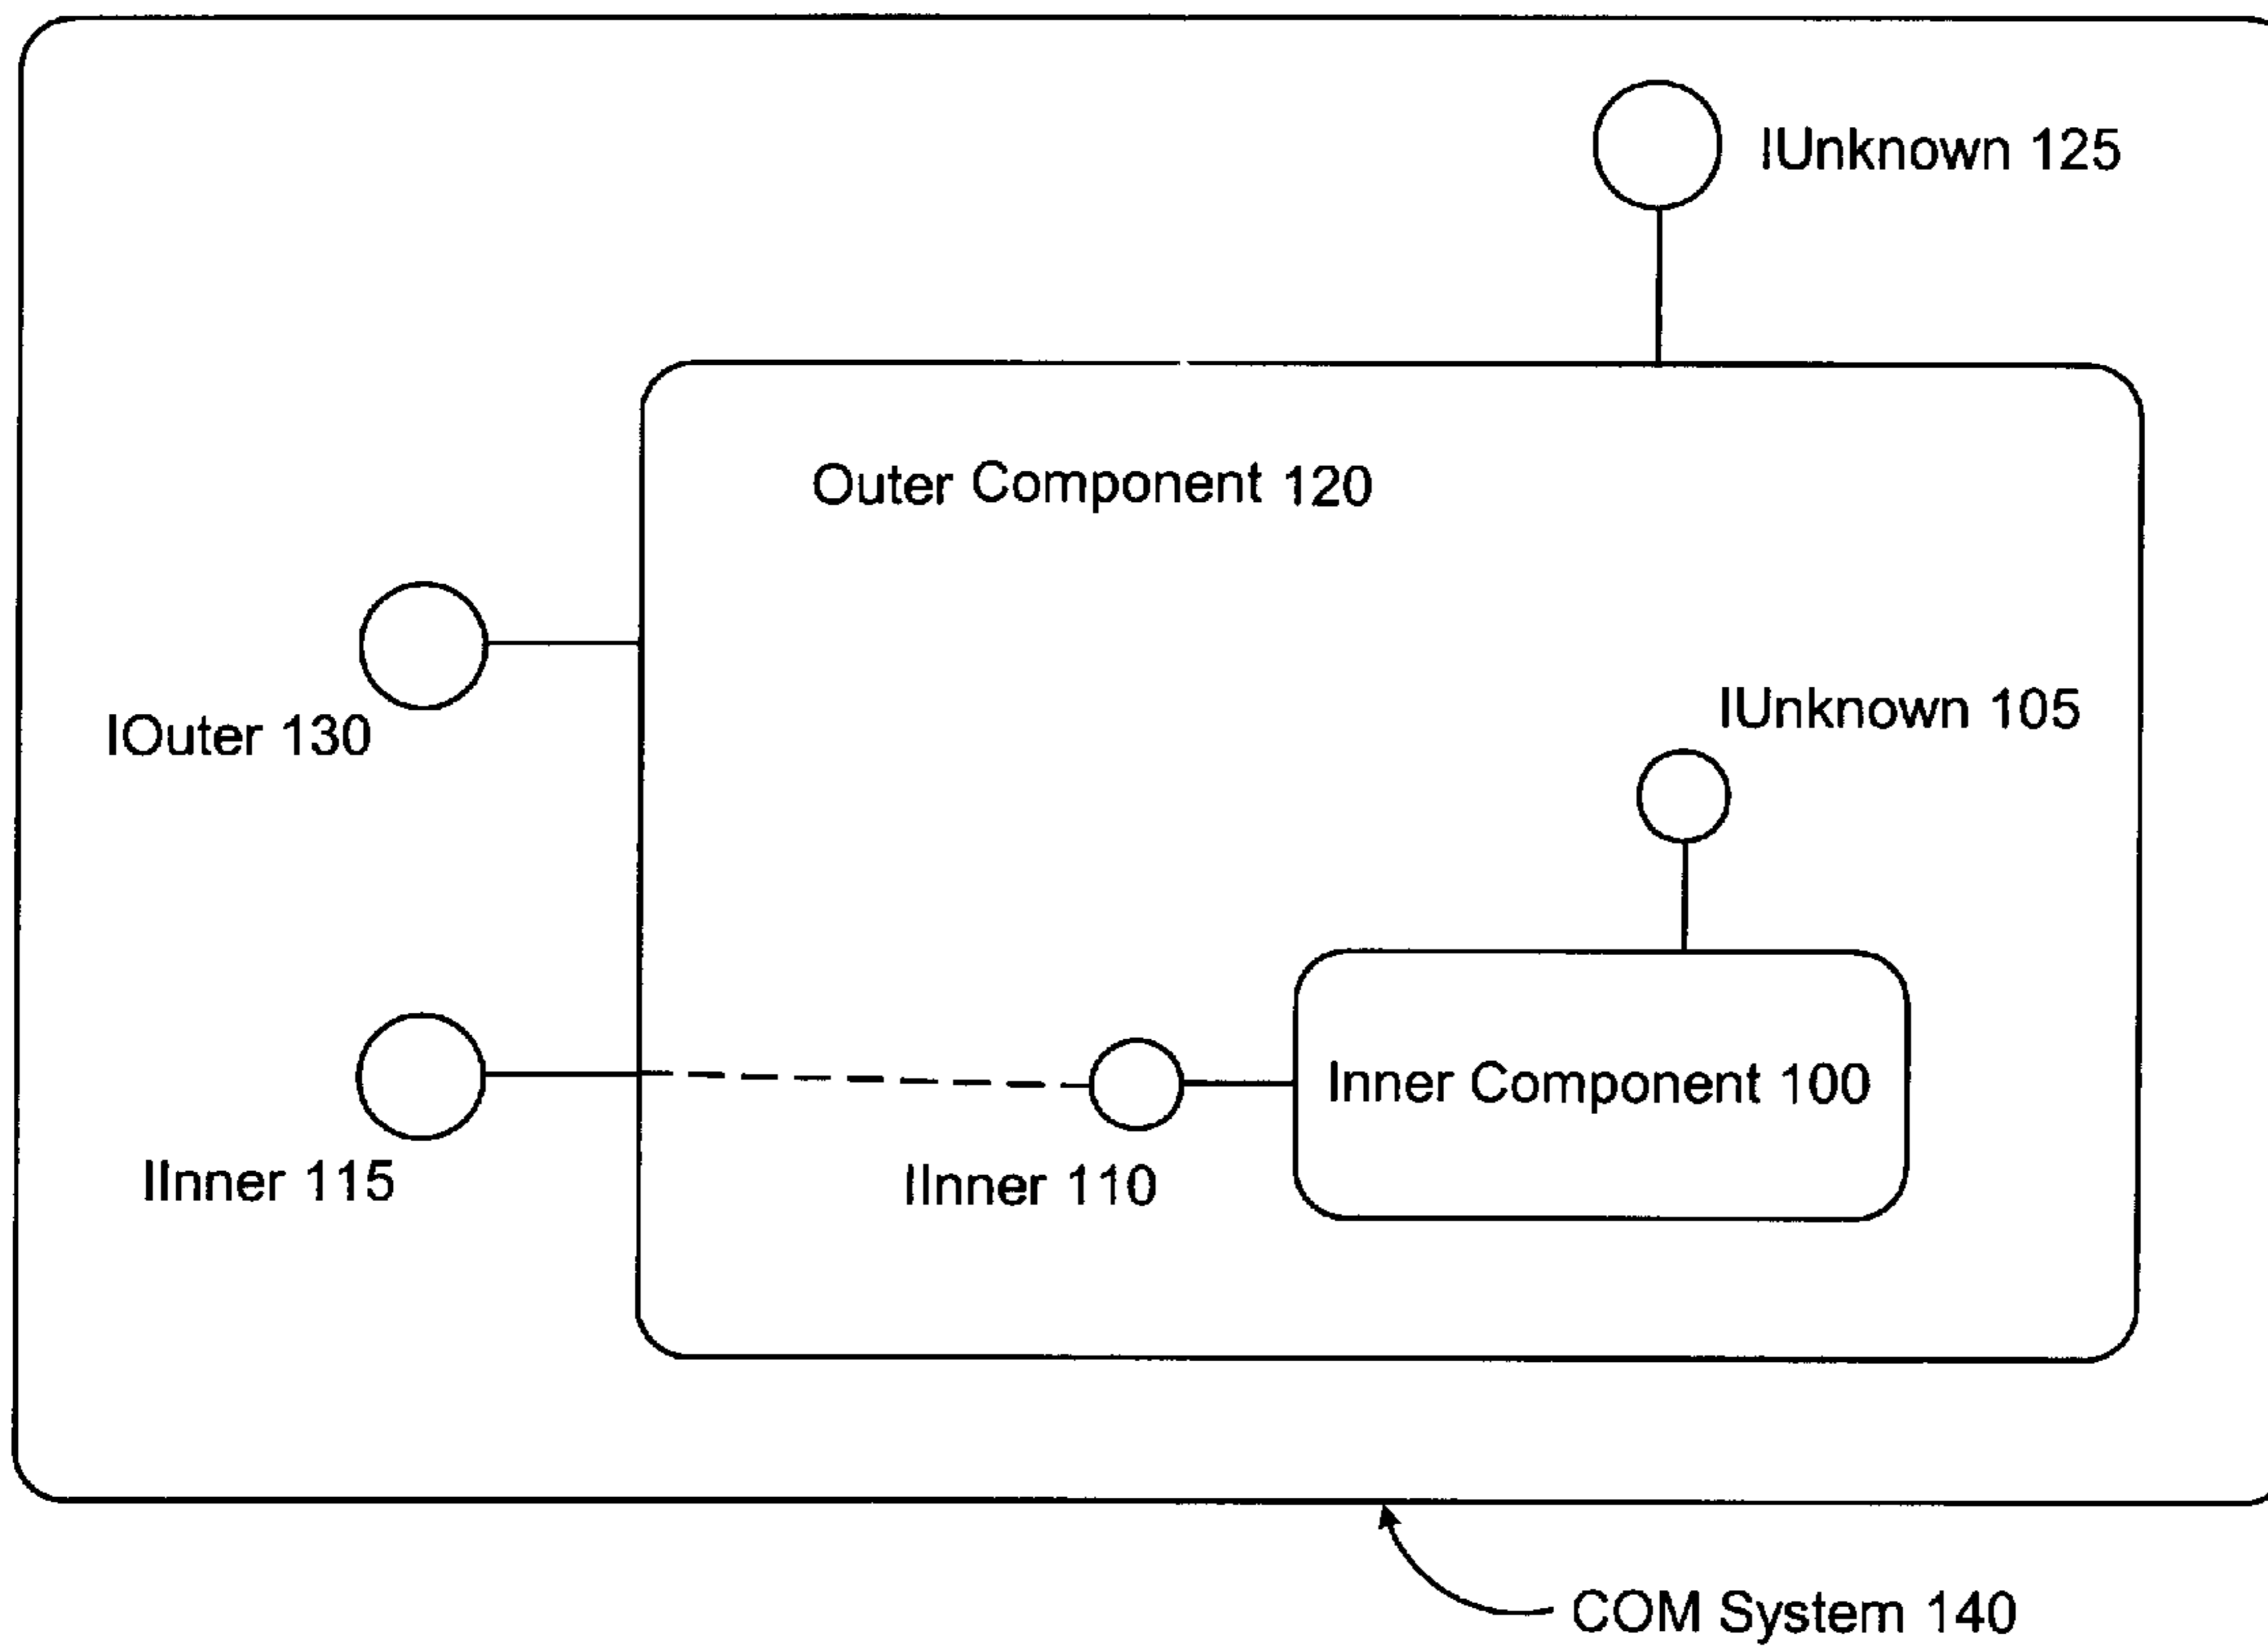 IUnknown 125
Outer Component 120
IUnknown 105
IOuter 130
Inner Component 100
IInner 115
IInner 110
COM System 140